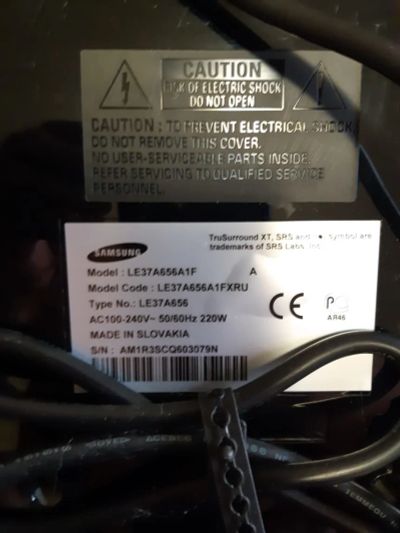 CAUTION
RISK OF ELECTRIC SHOCK
DO NOT OPEN
CAUTION : TO PREVENT ELECTRICAL SHOCK,
DO NOT REMOVE THIS COVER.
NO USER-SERVICEABLE PARTS INSIDE.
REFER SERVICING TO QUALIFIED SERVICE
PERSONNEL.
SAMSUNG
TruSurround XT, SRS and symbol are
trademarks of SRS Labs, Inc.
Model : LE37A656A1F A
Model Code : LE37A656A1FXRU
Type No.: LE37A656
AC100-240V~ 50/60Hz 220W
MADE IN SLOVAKIA
S/N : AM1R3SCQ603079N
CE